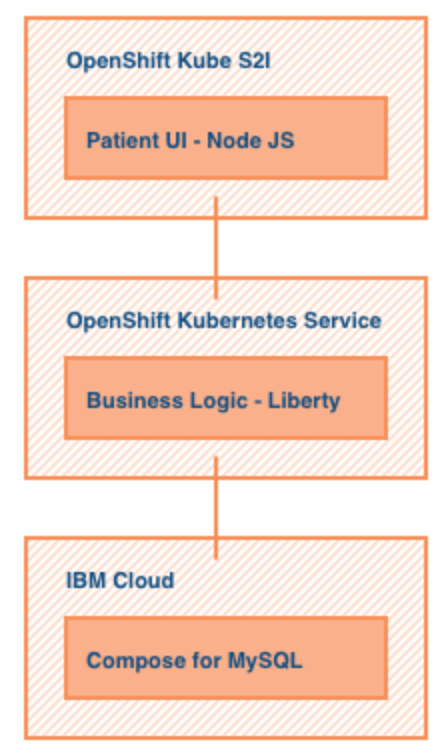 OpenShift Kube S2I
Patient UI - Node JS
OpenShift Kubernetes Service
Business Logic - Liberty
IBM Cloud
Compose for MySQL